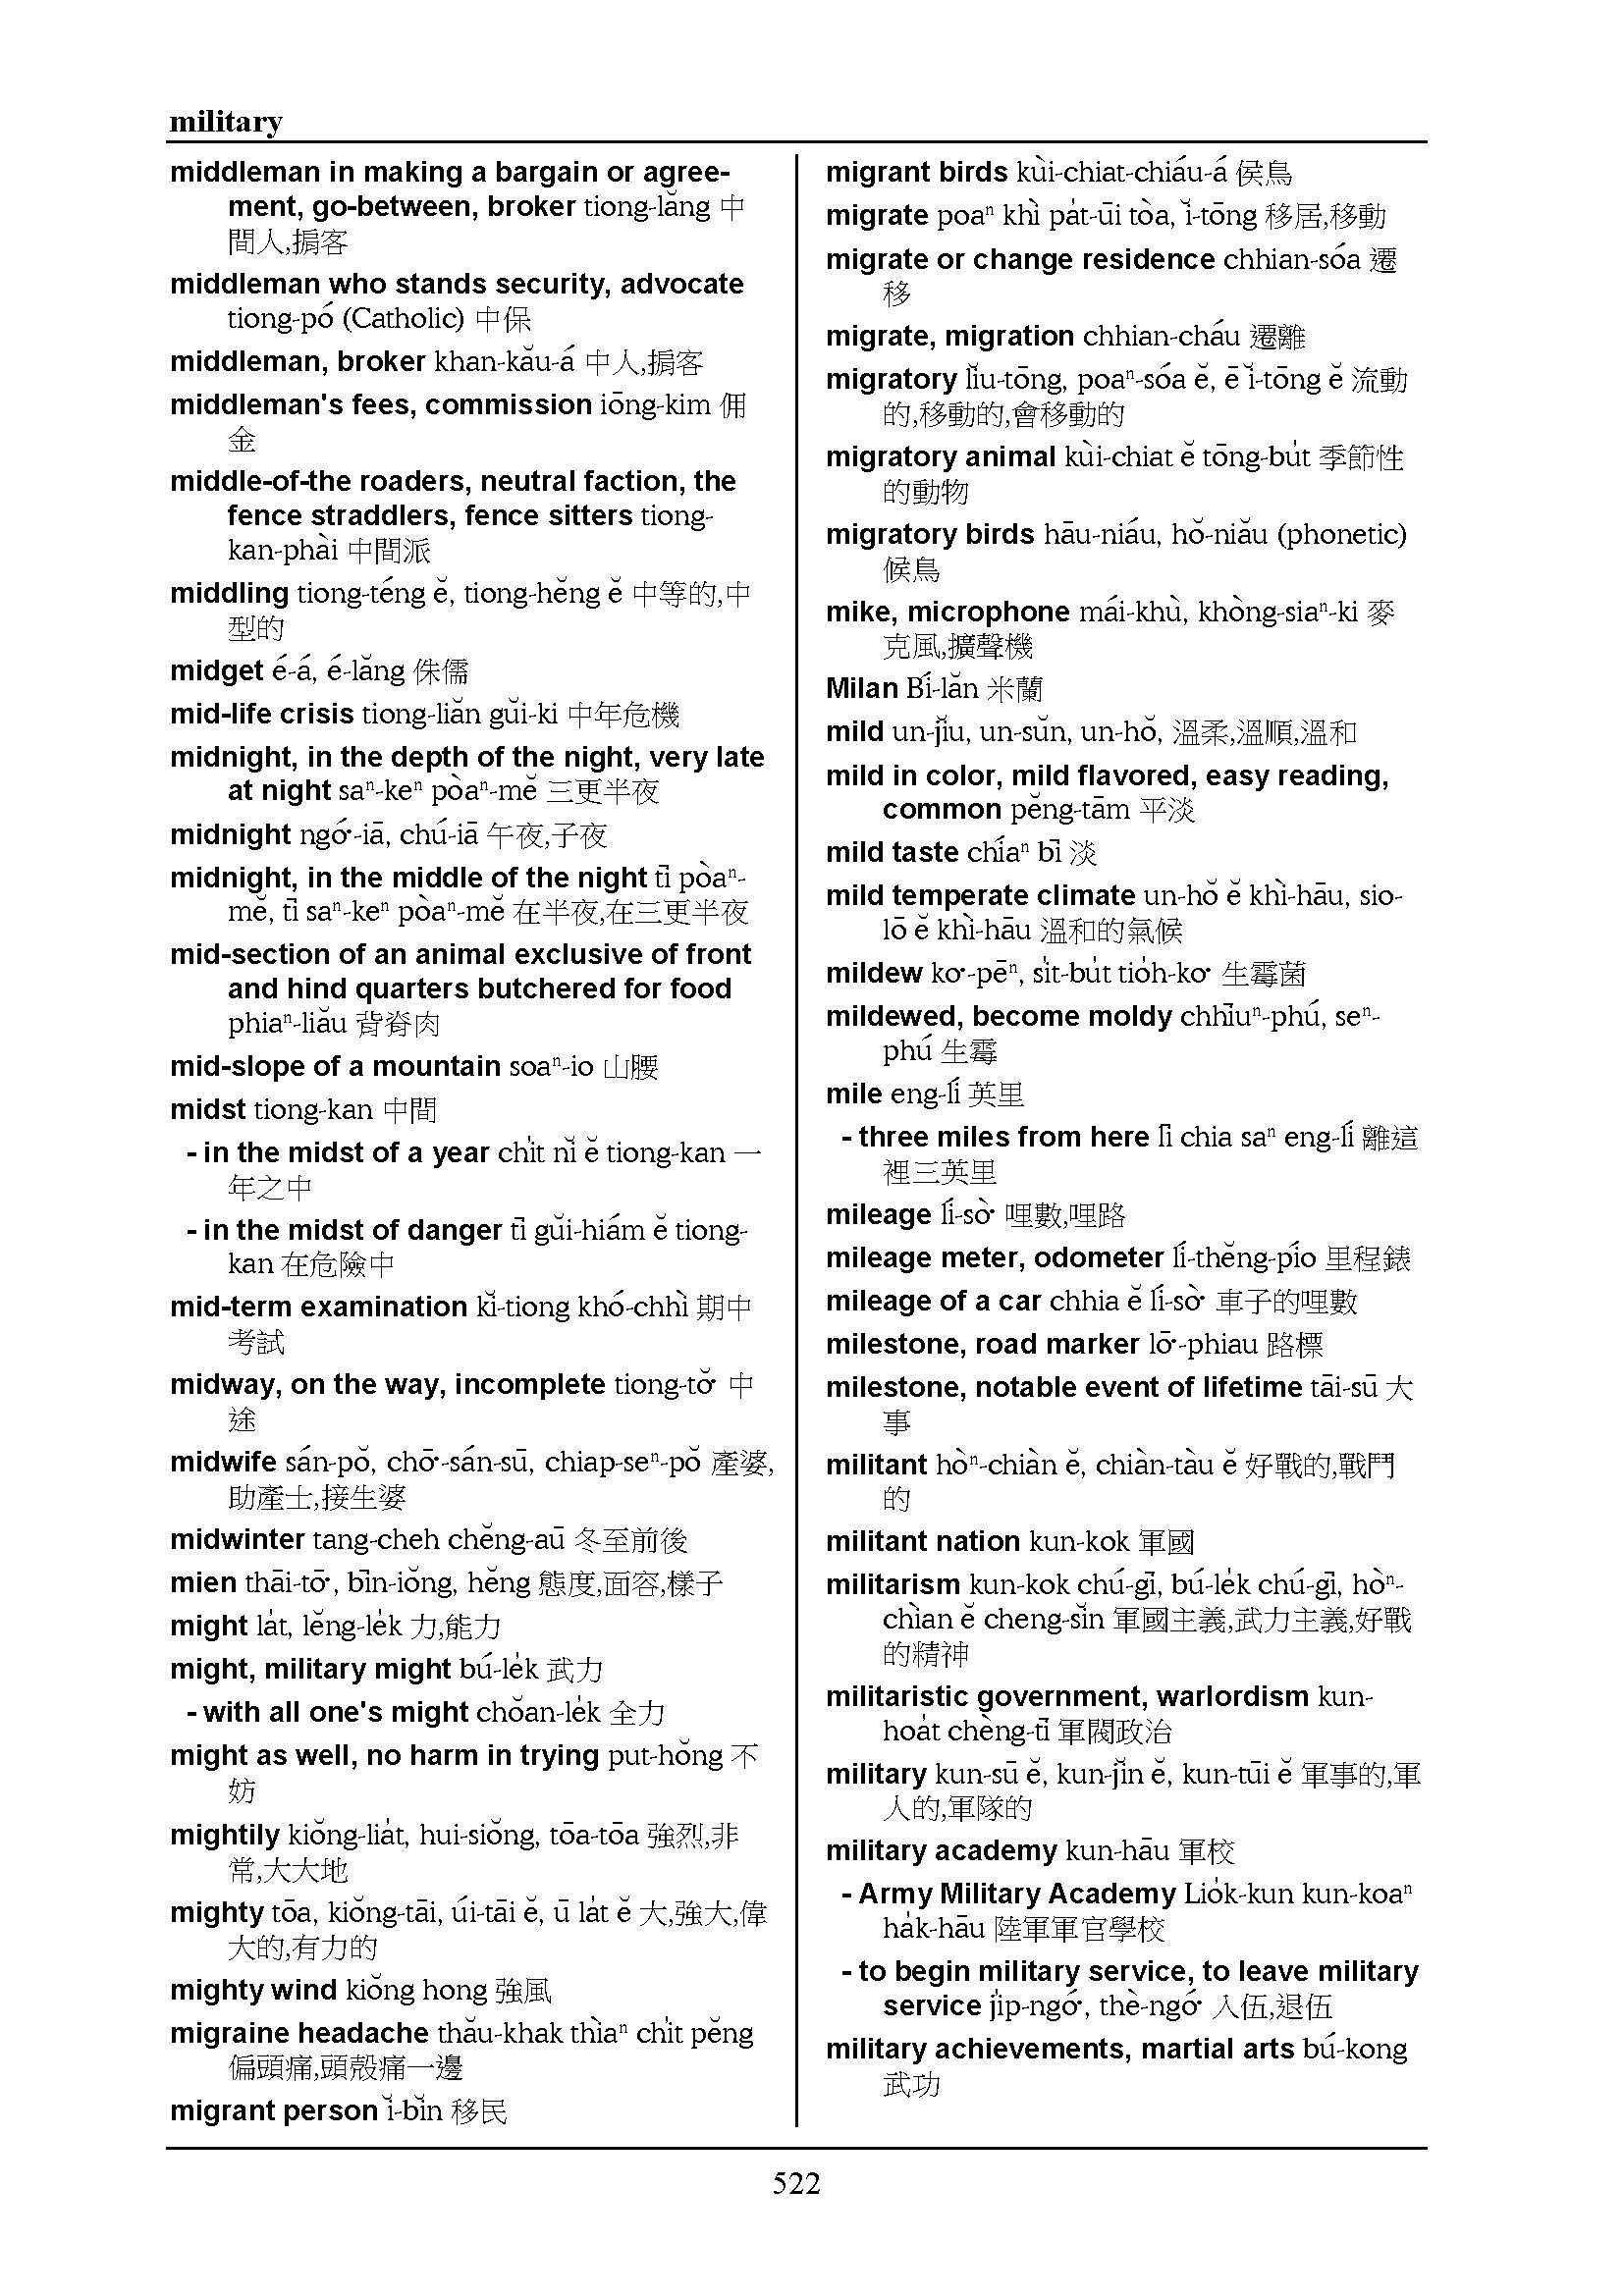 military
middleman in making a bargain or agree-
ment, go-between, broker tiong-lăng 中
間人,掮客
middleman who stands security, advocate
tiong-pó (Catholic) 中保
middleman, broker khan-kău-á 中人,掮客
middleman's fees, commission iōng-kim 佣
金
middle-of-the roaders, neutral faction, the
fence straddlers, fence sitters tiong-
kan-phài 中間派
middling tiong-téng ĕ, tiong-hĕng ĕ 中等的,中
型的
midget é-á, é-lăng 侏儒
mid-life crisis tiong-liăn gŭi-ki 中年危機
midnight, in the depth of the night, very late
at night saⁿ-keⁿ pòaⁿ-mĕ 三更半夜
midnight ngó͘-iā, chú-iā 午夜,子夜
midnight, in the middle of the night tī pòaⁿ-
mĕ, tī saⁿ-keⁿ pòaⁿ-mĕ 在半夜,在三更半夜
mid-section of an animal exclusive of front
and hind quarters butchered for food
phiaⁿ-liău 背脊肉
mid-slope of a mountain soaⁿ-io 山腰
midst tiong-kan 中間
- in the midst of a year chi̍t nĭ ĕ tiong-kan 一
年之中
- in the midst of danger tī gŭi-hiám ĕ tiong-
kan 在危險中
mid-term examination kĭ-tiong khó-chhì 期中
考試
midway, on the way, incomplete tiong-tŏ͘ 中
途
midwife sán-pŏ, chō͘-sán-sū, chiap-seⁿ-pŏ 產婆,
助產士,接生婆
midwinter tang-cheh chĕng-aū 冬至前後
mien thāi-tō͘, bīn-iŏng, hĕng 態度,面容,樣子
might la̍t, lĕng-le̍k 力,能力
might, military might bú-le̍k 武力
- with all one's might chŏan-le̍k 全力
might as well, no harm in trying put-hŏng 不
妨
mightily kiŏng-lia̍t, hui-siŏng, tōa-tōa 強烈,非
常,大大地
mighty tōa, kiŏng-tāi, úi-tāi ĕ, ū la̍t ĕ 大,強大,偉
大的,有力的
mighty wind kiŏng hong 強風
migraine headache thău-khak thìaⁿ chi̍t pĕng
偏頭痛,頭殼痛一邊
migrant person ĭ-bĭn 移民
migrant birds kùi-chiat-chiáu-á 侯鳥
migrate poaⁿ khì pa̍t-ūi tòa, ĭ-tōng 移居,移動
migrate or change residence chhian-sóa 遷
移
migrate, migration chhian-cháu 遷離
migratory lĭu-tōng, poaⁿ-sóa ĕ, ē ĭ-tōng ĕ 流動
的,移動的,會移動的
migratory animal kùi-chiat ĕ tōng-bu̍t 季節性
的動物
migratory birds hāu-niáu, hŏ-niău (phonetic)
候鳥
mike, microphone mái-khù, khòng-siaⁿ-ki 麥
克風,擴聲機
Milan Bí-lăn 米蘭
mild un-jĭu, un-sŭn, un-hŏ, 溫柔,溫順,溫和
mild in color, mild flavored, easy reading,
common pĕng-tām 平淡
mild taste chíaⁿ bī 淡
mild temperate climate un-hŏ ĕ khì-hāu, sio-
lō ĕ khì-hāu 溫和的氣候
mildew ko͘-pēⁿ, si̍t-bu̍t tio̍h-ko͘ 生霉菌
mildewed, become moldy chhīuⁿ-phú, seⁿ-
phú 生霉
mile eng-lí 英里
- three miles from here lī chia saⁿ eng-lí 離這
裡三英里
mileage lí-sò͘ 哩數,哩路
mileage meter, odometer lí-thĕng-pío 里程錶
mileage of a car chhia ĕ lí-sò͘ 車子的哩數
milestone, road marker lō͘-phiau 路標
milestone, notable event of lifetime tāi-sū 大
事
militant hòⁿ-chiàn ĕ, chiàn-tàu ĕ 好戰的,戰鬥
的
militant nation kun-kok 軍國
militarism kun-kok chú-gī, bú-le̍k chú-gī, hòⁿ-
chìan ĕ cheng-sĭn 軍國主義,武力主義,好戰
的精神
militaristic government, warlordism kun-
hoa̍t chèng-tī 軍閥政治
military kun-sū ĕ, kun-jĭn ĕ, kun-tūi ĕ 軍事的,軍
人的,軍隊的
military academy kun-hāu 軍校
- Army Military Academy Lio̍k-kun kun-koaⁿ
ha̍k-hāu 陸軍軍官學校
- to begin military service, to leave military
service ji̍p-ngó͘, thè-ngó͘ 入伍,退伍
military achievements, martial arts bú-kong
武功
522